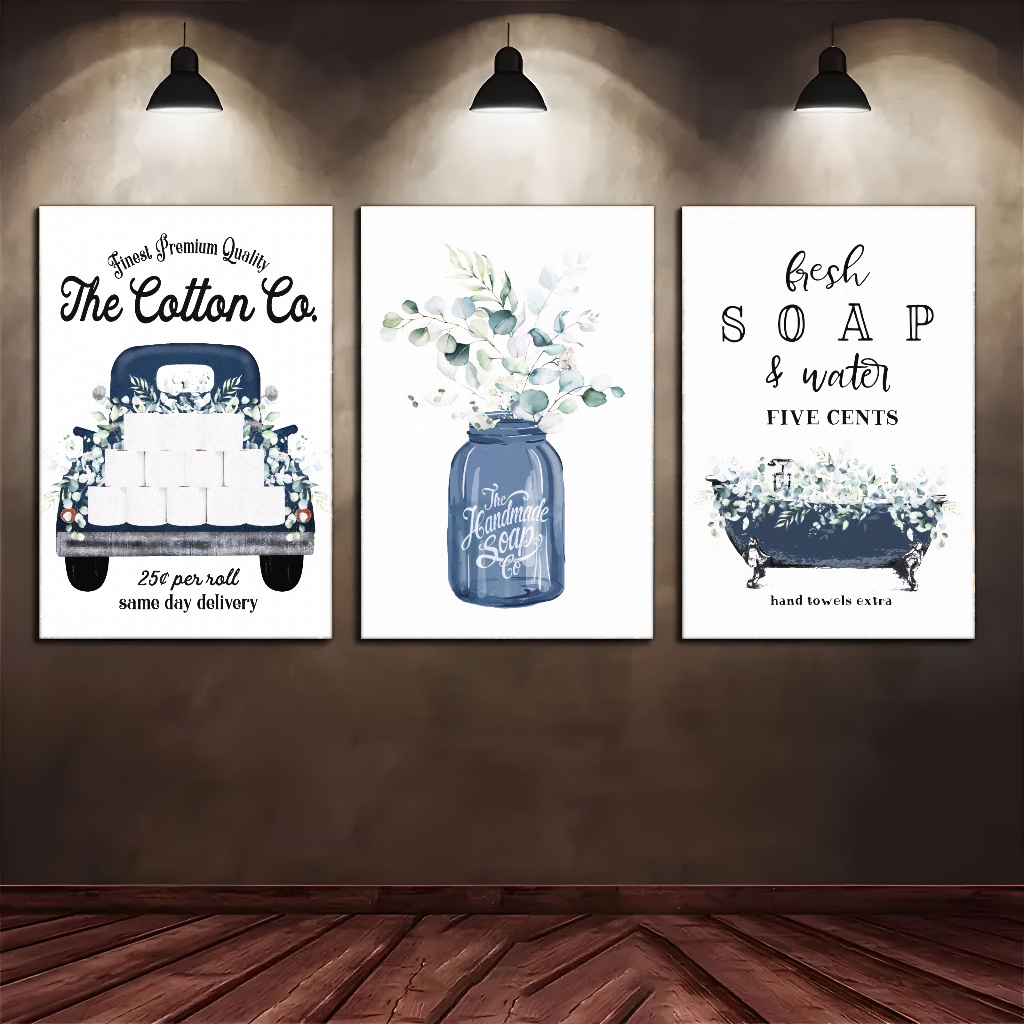 Finest Premium Quality
The Cotton Co.
25¢ per roll
same day delivery
The
Handmade
Soap
Co
fresh
SOAP
& water
FIVE CENTS
hand towels extra